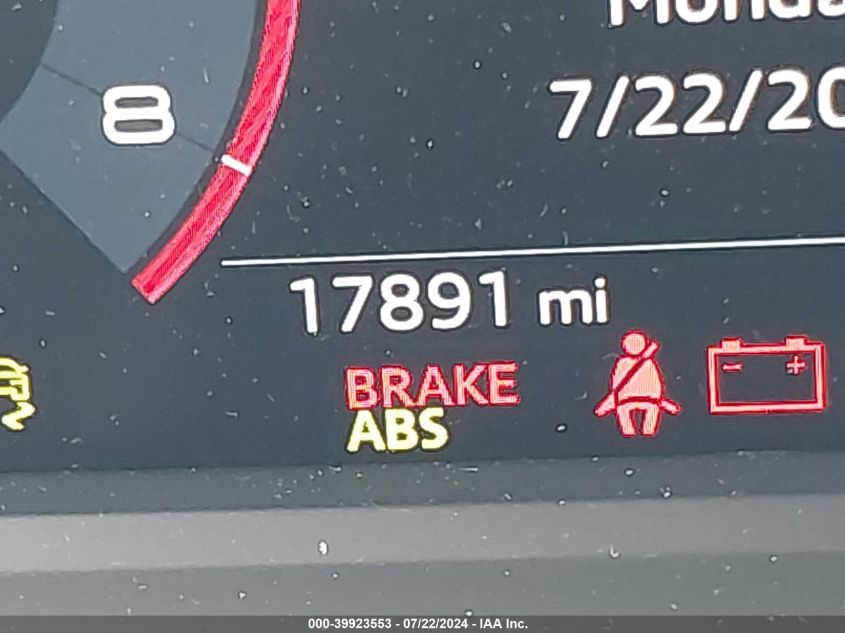 8
7/22/20
17891 mi
BRAKE
ABS
000-39923553 - 07/22/2024 - IAA Inc.